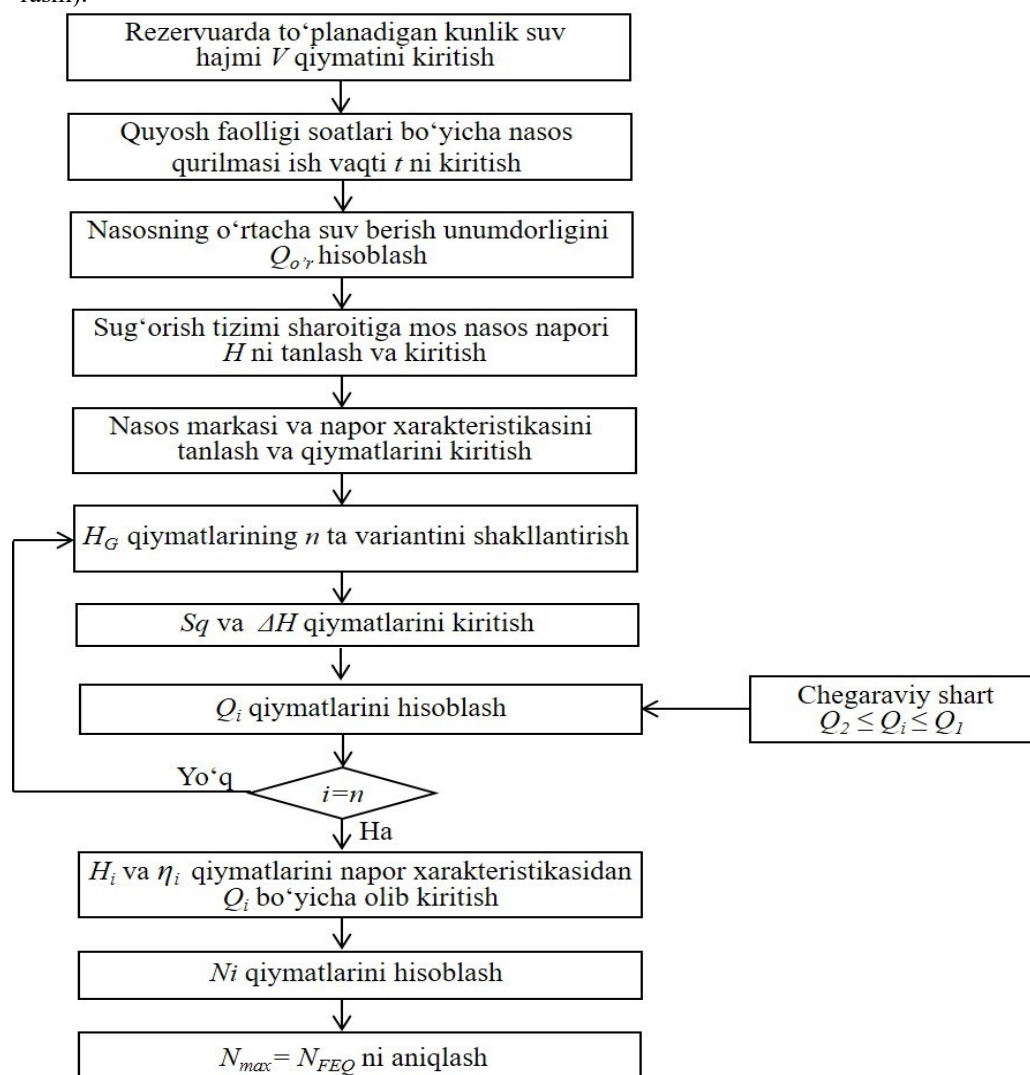 rasm).
Rezervuarda to‘planadigan kunlik suv
hajmi V qiymatini kiritish
Quyosh faolligi soatlari bo‘yicha nasos
qurilmasi ish vaqti t ni kiritish
Nasosning o‘rtacha suv berish unumdorligini
Qo‘r hisoblash
Sug‘orish tizimi sharoitiga mos nasos napori
H ni tanlash va kiritish
Nasos markasi va napor xarakteristikasini
tanlash va qiymatlarini kiritish
HG qiymatlarining n ta variantini shakllantirish
Sq va ΔH qiymatlarini kiritish
Qi qiymatlarini hisoblash
Chegaraviy shart
Q2 ≤ Qi ≤ Q1
Yo‘q
i=n
Ha
Hi va ηi qiymatlarini napor xarakteristikasidan
Qi bo‘yicha olib kiritish
Ni qiymatlarini hisoblash
Nmax= NFEQ ni aniqlash